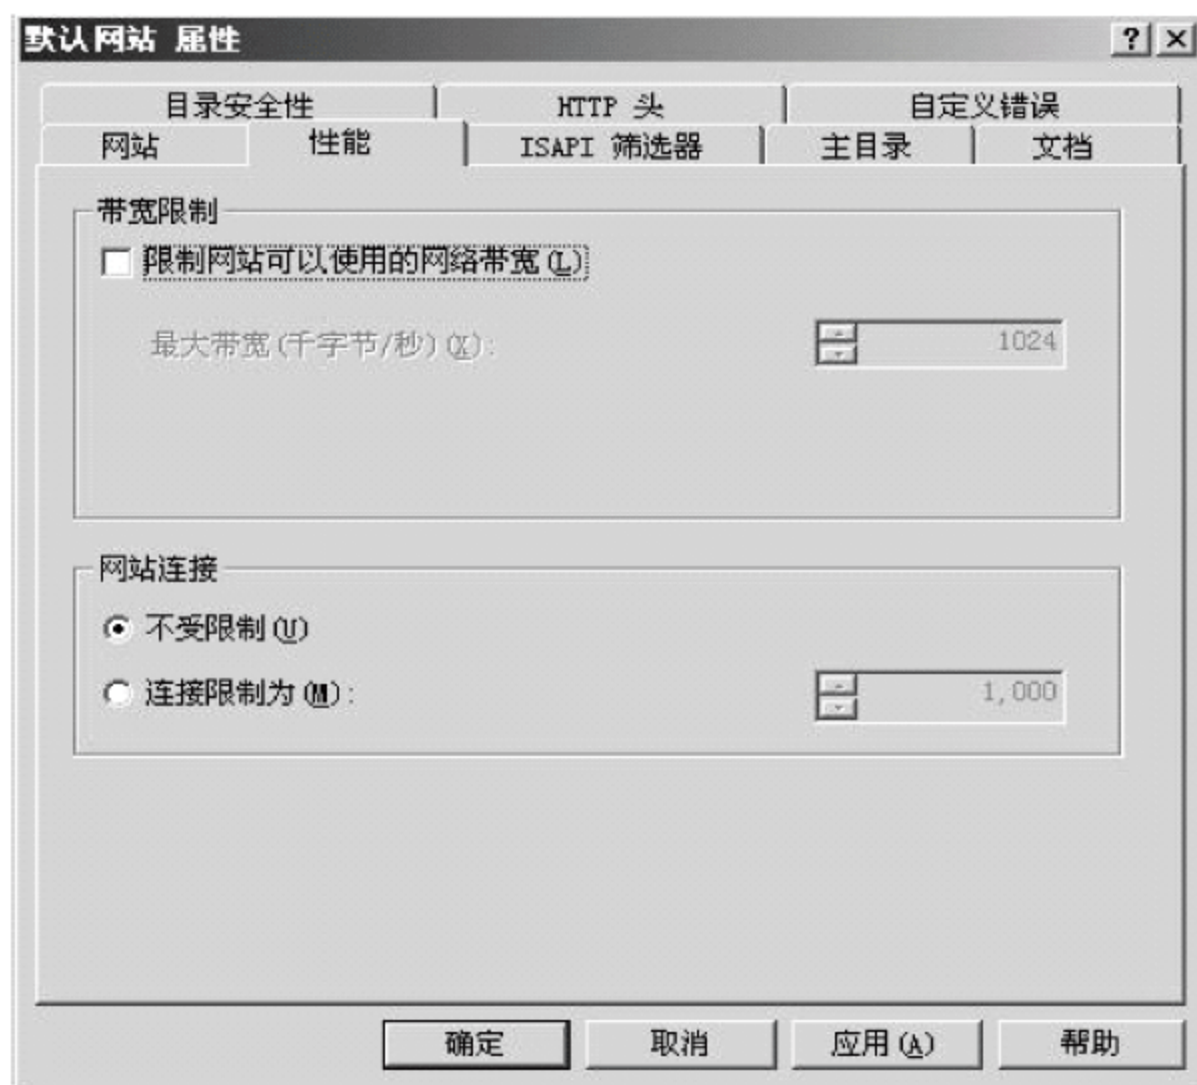 默认网站 属性
目录安全性 HTTP 头 自定义错误
网站 性能 ISAPI 筛选器 主目录 文档
带宽限制
限制网站可以使用的网络带宽(L)
最大带宽(千字节/秒)(X): 1024
网站连接
不受限制(U)
连接限制为(M): 1,000
确定 取消 应用(A) 帮助